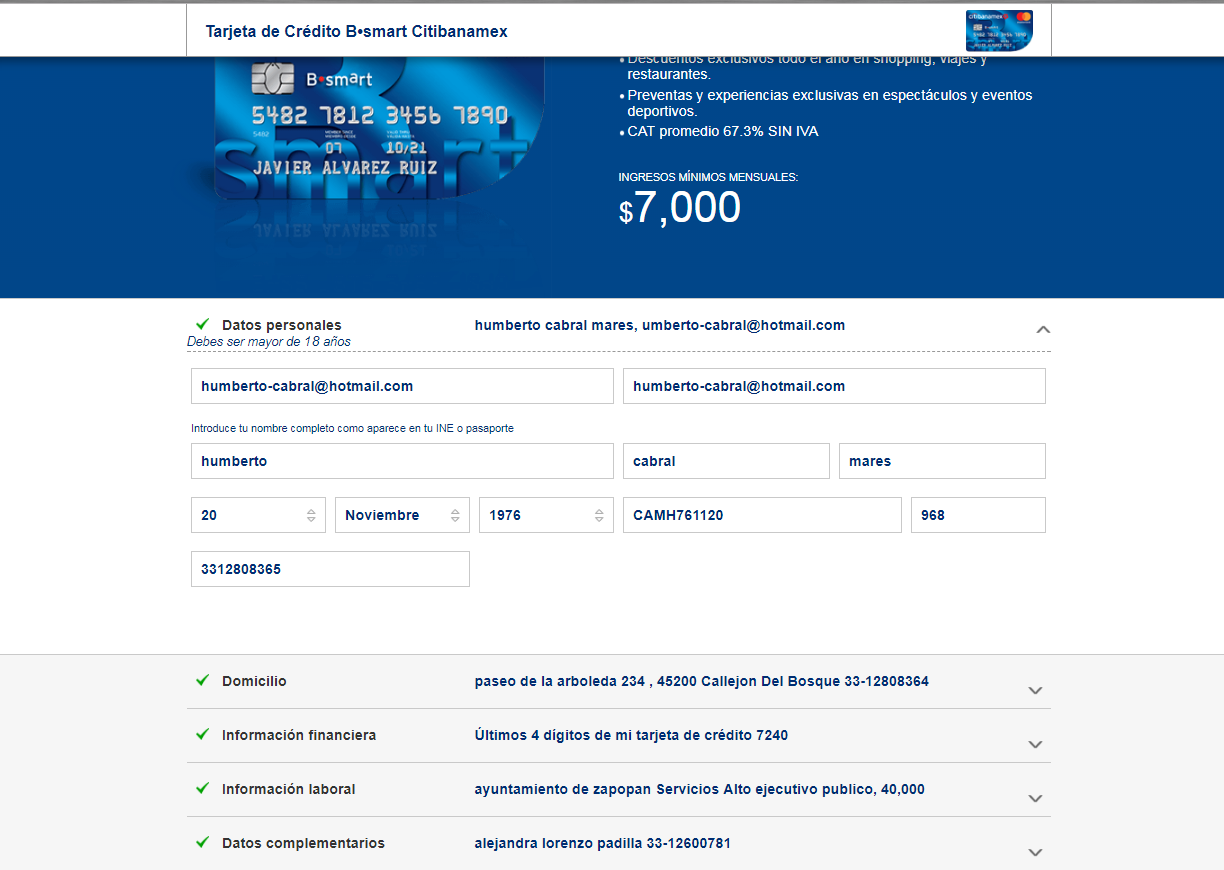 Tarjeta de Crédito B•smart Citibanamex
citibanamex
B•smart
5482 7812 3456 7890
5482
07 10/21
JAVIER ALVAREZ RUIZ
Descuentos exclusivos todo el año en shopping, viajes y
restaurantes.
Preventas y experiencias exclusivas en espectáculos y eventos
deportivos.
CAT promedio 67.3% SIN IVA
INGRESOS MÍNIMOS MENSUALES:
$7,000
Datos personales humberto cabral mares, umberto-cabral@hotmail.com
Debes ser mayor de 18 años
humberto-cabral@hotmail.com humberto-cabral@hotmail.com
Introduce tu nombre completo como aparece en tu INE o pasaporte
humberto cabral mares
20 Noviembre 1976 CAMH761120 968
3312808365
Domicilio paseo de la arboleda 234 , 45200 Callejon Del Bosque 33-12808364
Información financiera Últimos 4 dígitos de mi tarjeta de crédito 7240
Información laboral ayuntamiento de zapopan Servicios Alto ejecutivo publico, 40,000
Datos complementarios alejandra lorenzo padilla 33-12600781